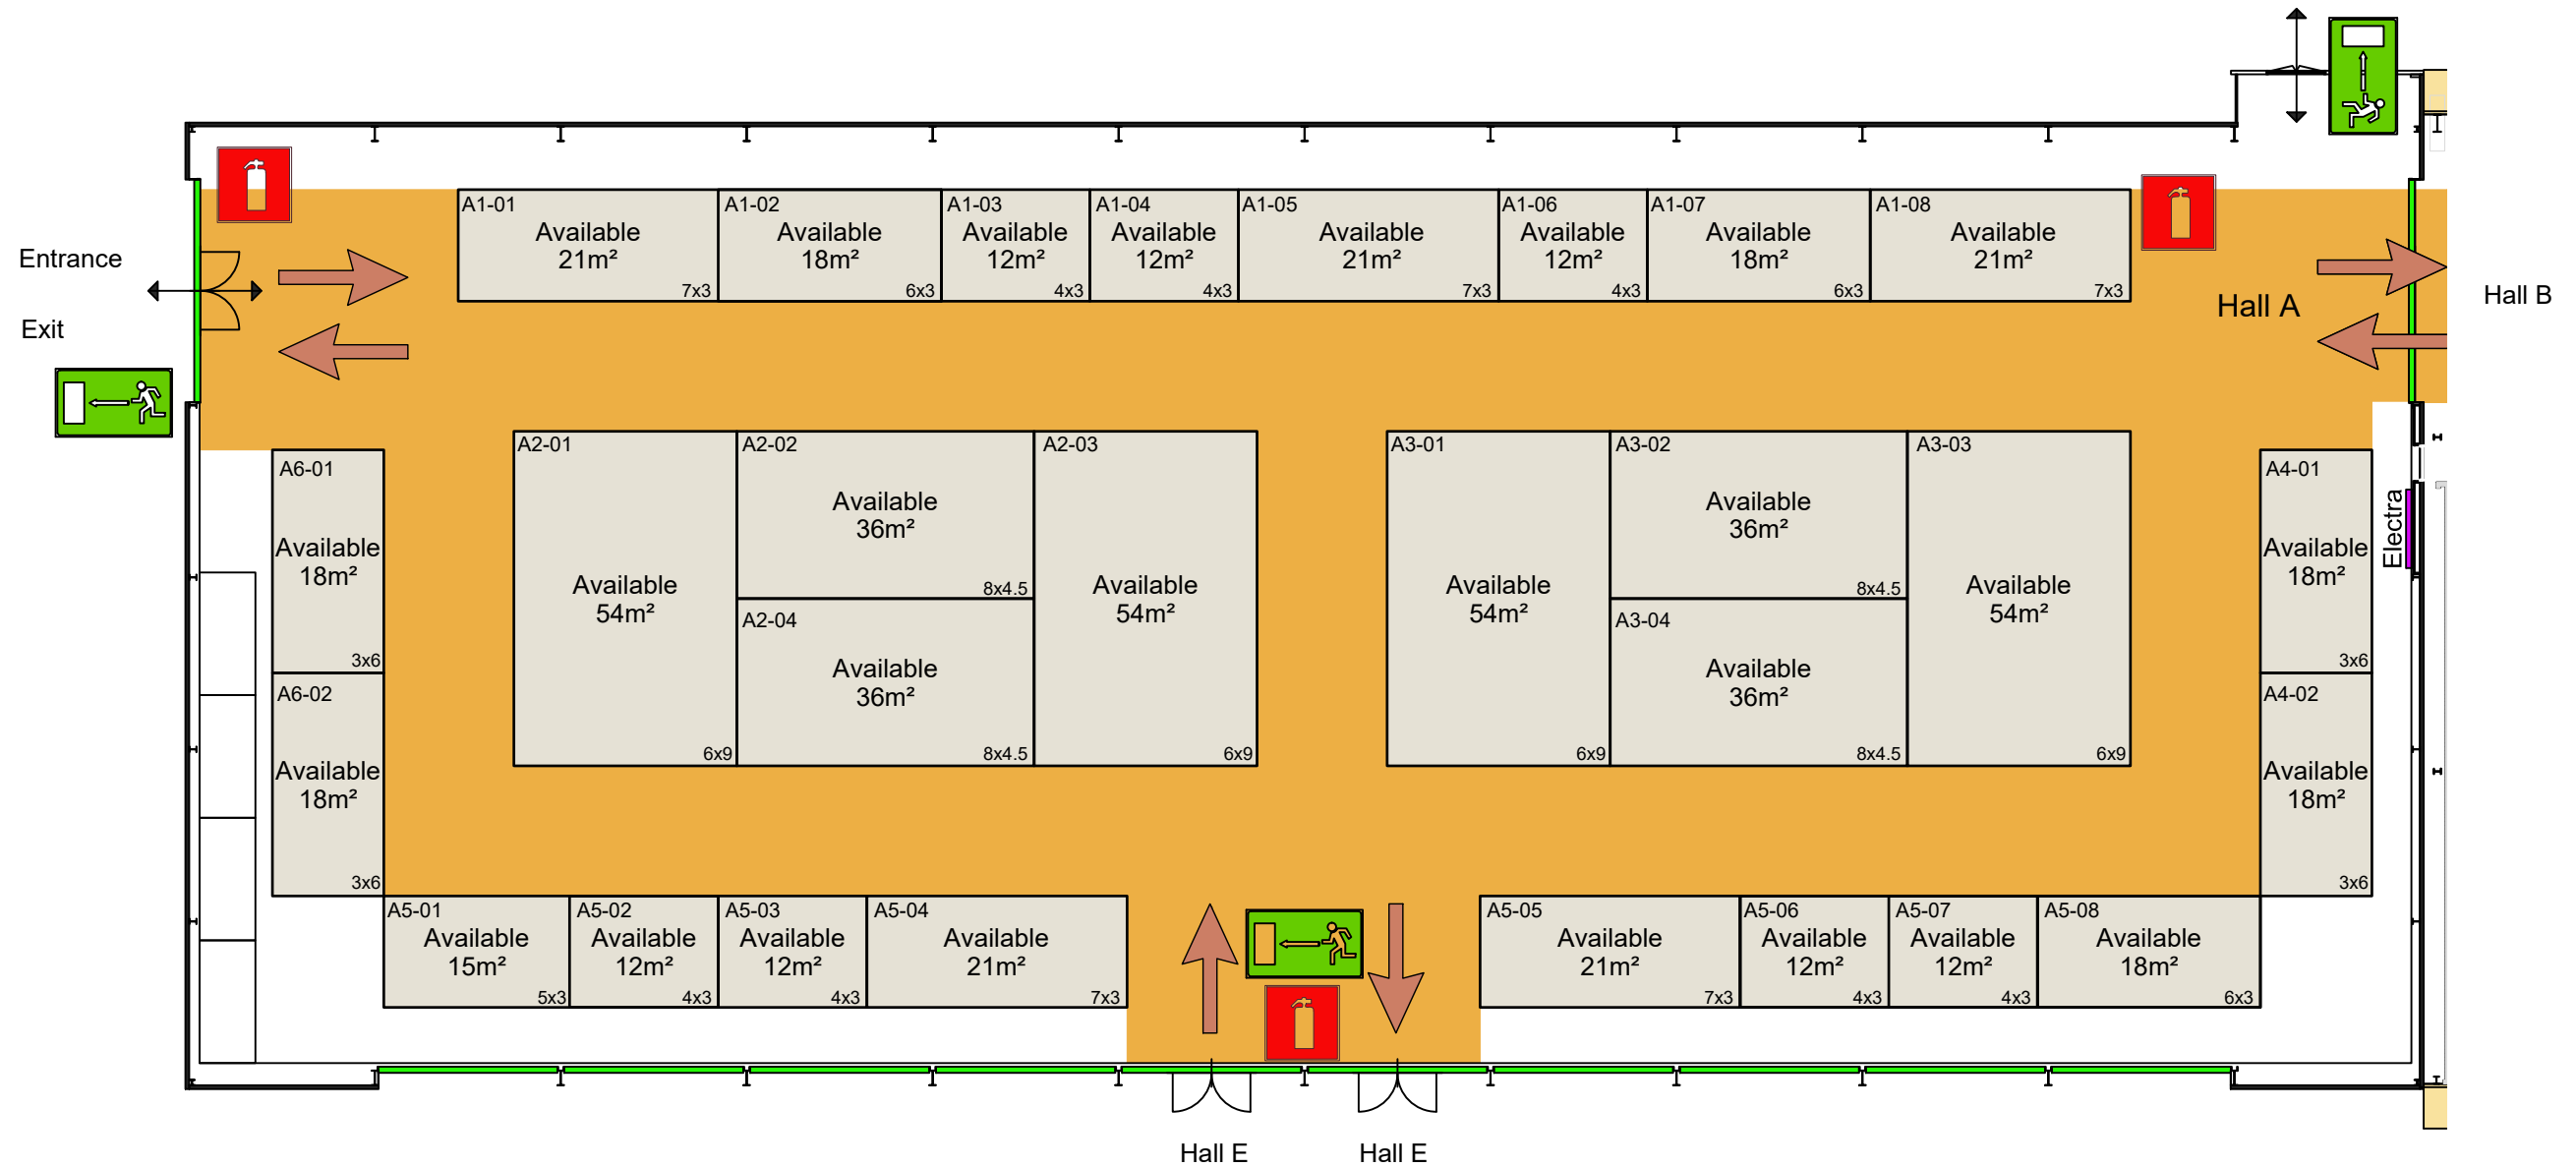 Entrance
Exit
A1-01
Available
21m²
7x3
A1-02
Available
18m²
6x3
A1-03
Available
12m²
4x3
A1-04
Available
12m²
4x3
A1-05
Available
21m²
7x3
A1-06
Available
12m²
4x3
A1-07
Available
18m²
6x3
A1-08
Available
21m²
7x3
Hall A
Hall B
A6-01
Available
18m²
3x6
A6-02
Available
18m²
3x6
A2-01
Available
54m²
6x9
A2-02
Available
36m²
8x4.5
A2-04
Available
36m²
8x4.5
A2-03
Available
54m²
6x9
A3-01
Available
54m²
6x9
A3-02
Available
36m²
8x4.5
A3-04
Available
36m²
8x4.5
A3-03
Available
54m²
6x9
A4-01
Available
18m²
3x6
A4-02
Available
18m²
3x6
Electra
A5-01
Available
15m²
5x3
A5-02
Available
12m²
4x3
A5-03
Available
12m²
4x3
A5-04
Available
21m²
7x3
A5-05
Available
21m²
7x3
A5-06
Available
12m²
4x3
A5-07
Available
12m²
4x3
A5-08
Available
18m²
6x3
Hall E
Hall E